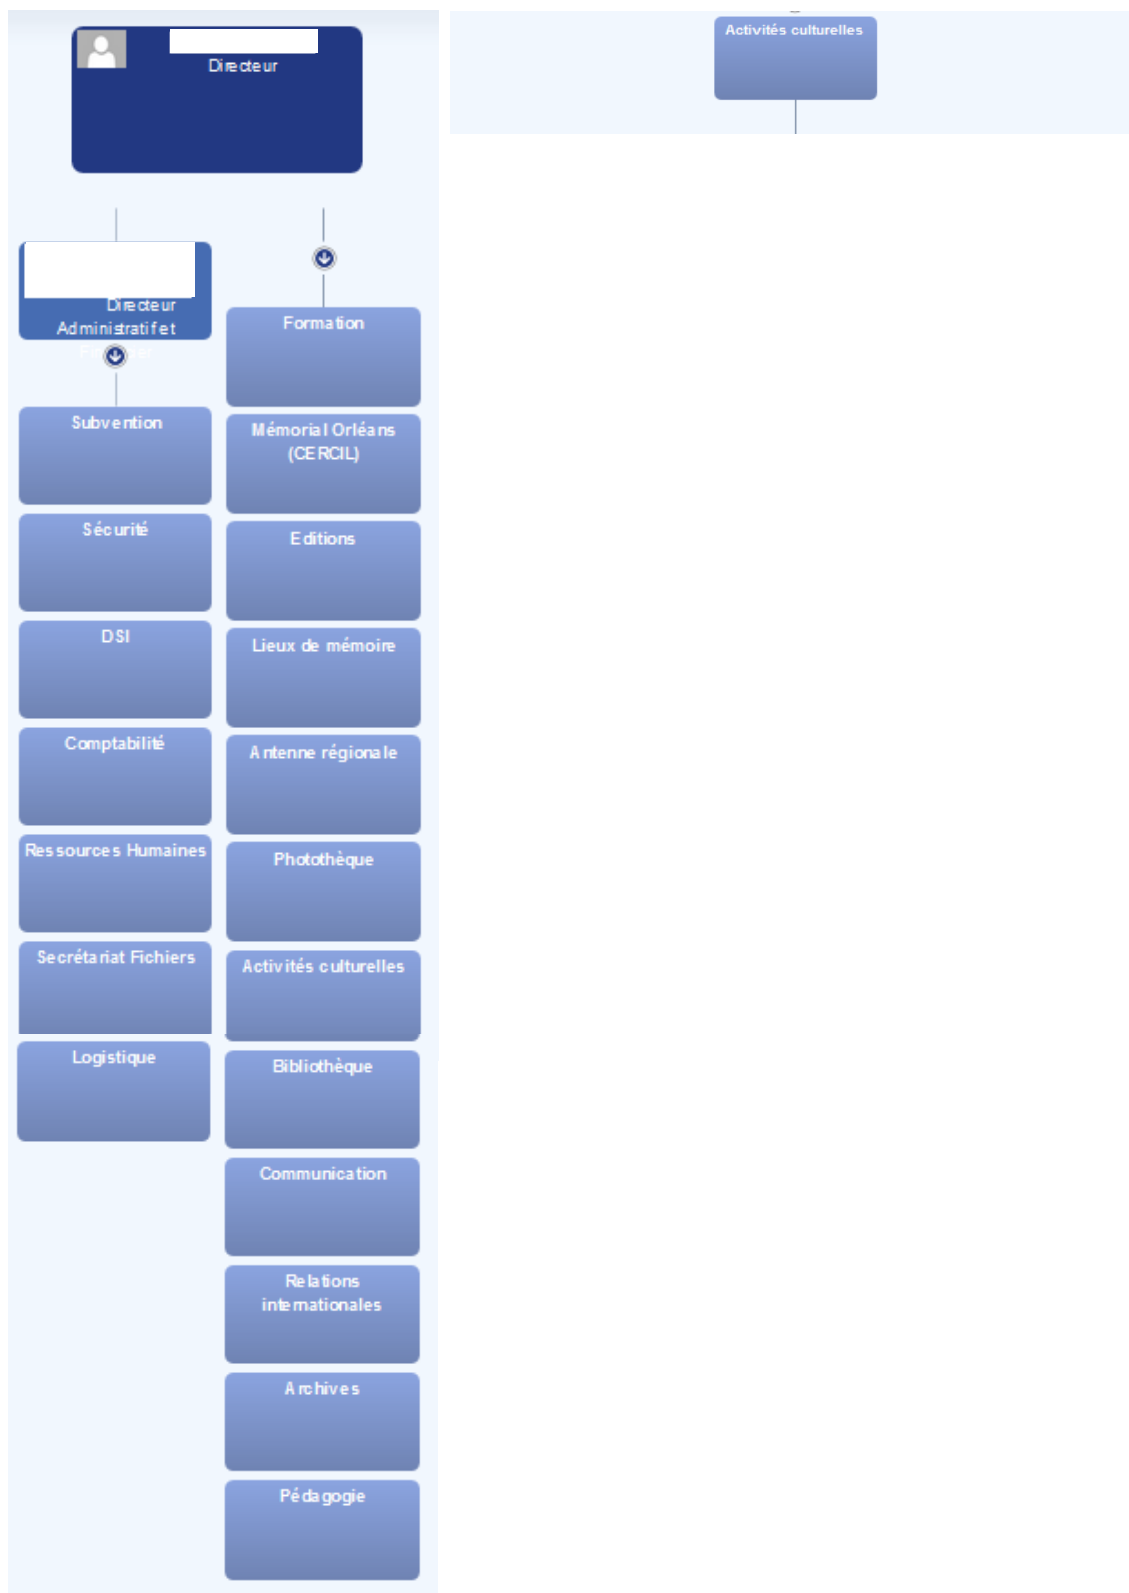 Directeur
Directeur
Administratif et
Subvention
Sécurité
DSI
Comptabilité
Ressources Humaines
Secrétariat Fichiers
Logistique
Formation
Mémorial Orléans
(CERCIL)
Editions
Lieux de mémoire
Antenne régionale
Photothèque
Activités culturelles
Bibliothèque
Communication
Relations
internationales
Archives
Pédagogie
Activités culturelles